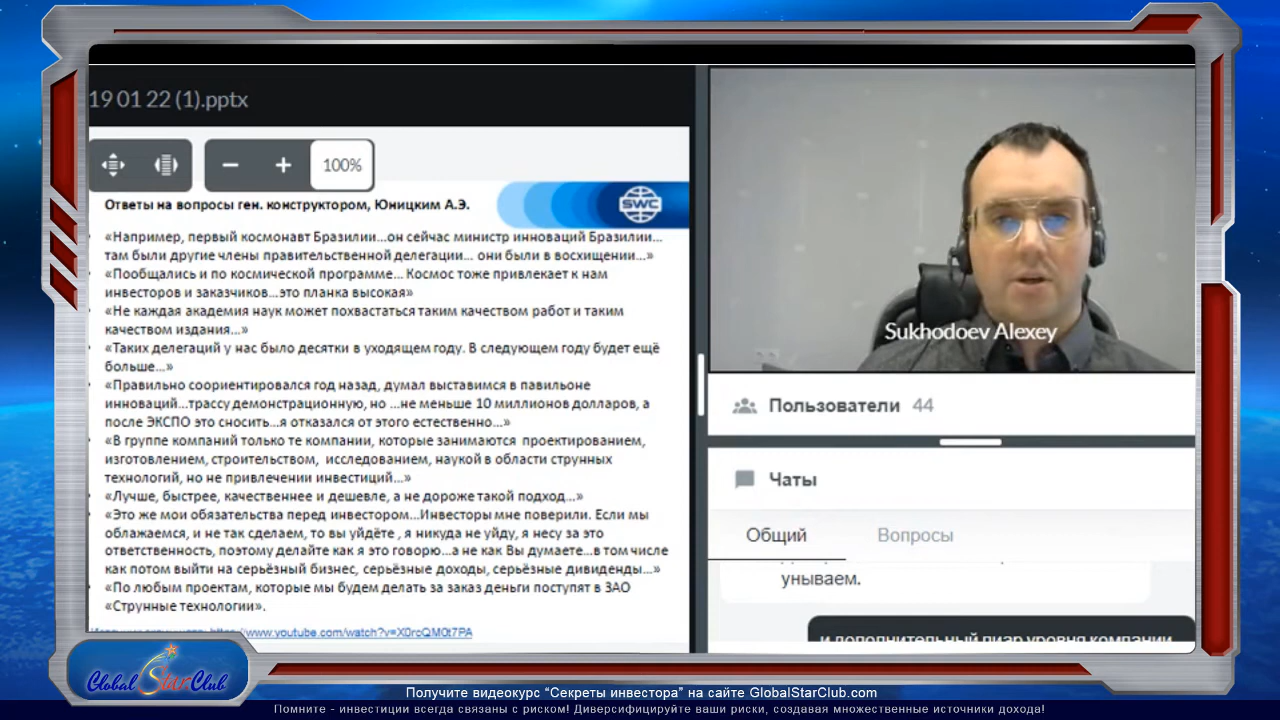 19 01 22 (1).pptx
100%
SWC
Ответы на вопросы ген. конструктором, Юницким А.Э.
«Например, первый космонавт Бразилии...он сейчас министр инноваций Бразилии...
там были другие члены правительственной делегации... они были в восхищении...»
«Пообщались и по космической программе... Космос тоже привлекает к нам
инвесторов и заказчиков...это планка высокая»
«Не каждая академия наук может похвастаться таким качеством работ и таким
качеством издания...»
«Таких делегаций у нас было десятки в уходящем году. В следующем году будет ещё
больше...»
«Правильно соориентировался год назад, думал выставимся в павильоне
инноваций...трассу демонстрационную, но ...не меньше 10 миллионов долларов, а
после ЭКСПО это сносить...я отказался от этого естественно...»
«В группе компаний только те компании, которые занимаются проектированием,
изготовлением, строительством, исследованием, наукой в области струнных
технологий, но не привлечении инвестиций...»
«Лучше, быстрее, качественнее и дешевле, а не дороже такой подход...»
«Это же мои обязательства перед инвестором...Инвесторы мне поверили. Если мы
облажаемся, и не так сделаем, то вы уйдёте , я никуда не уйду, я несу за это
ответственность, поэтому делайте как я это говорю...а не как Вы думаете...в том числе
как потом выйти на серьёзный бизнес, серьёзные доходы, серьёзные дивиденды...»
«По любым проектам, которые мы будем делать за заказ деньги поступят в ЗАО
«Струнные технологии».
https://www.youtube.com/watch?v=X0rcQM0t7PA
Sukhodoev Alexey
Пользователи 44
Чаты
Общий Вопросы
унываем.
и дополнительный пиар уровня компании
Global Star Club
Получите видеокурс “Секреты инвестора” на сайте GlobalStarClub.com
Помните - инвестиции всегда связаны с риском! Диверсифицируйте ваши риски, создавая множественные источники дохода!